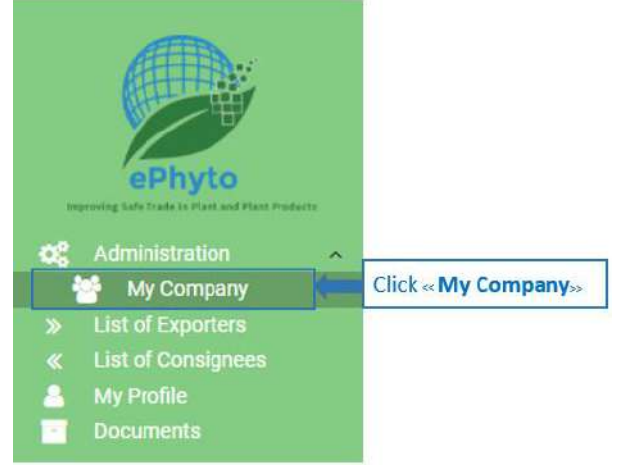 ePhyto
Improving Safe Trade in Plant and Plant Products
Administration
My Company
Click «My Company»
List of Exporters
List of Consignees
My Profile
Documents